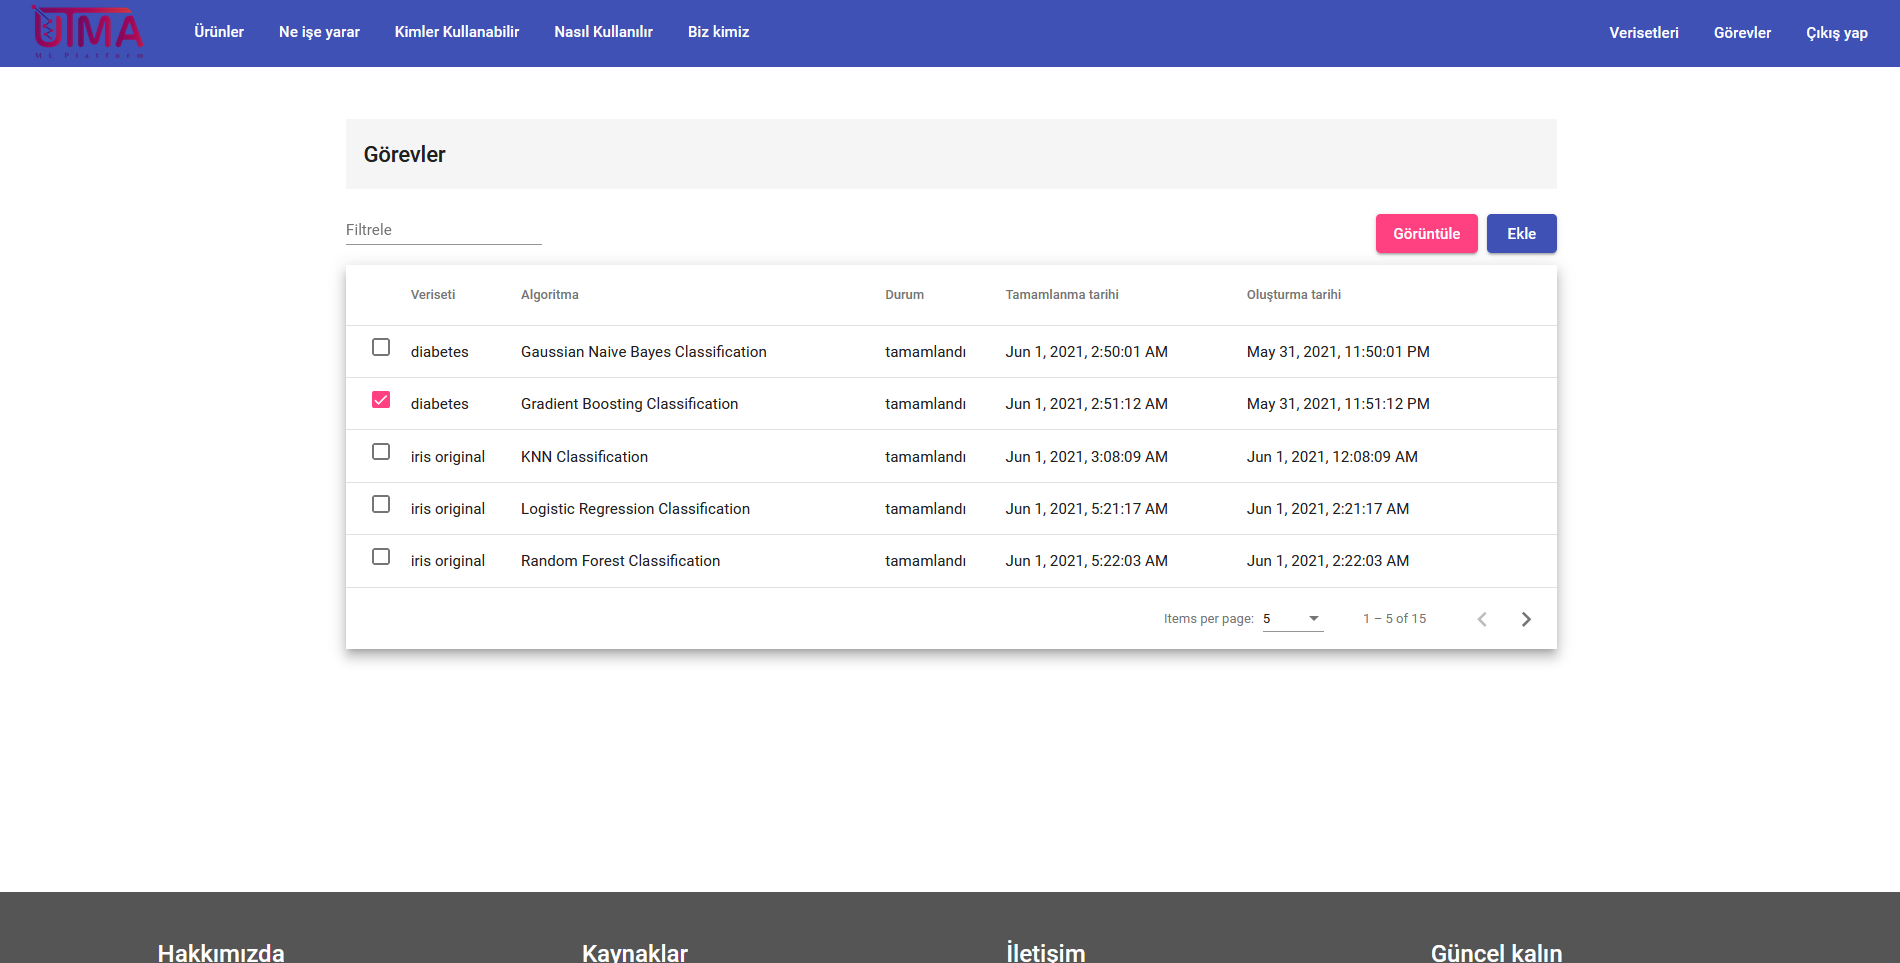 UTMA
ML Platform
Ürünler Ne işe yarar Kimler Kullanabilir Nasıl Kullanılır Biz kimiz Verisetleri Görevler Çıkış yap
Görevler
Filtrele Görüntüle Ekle
Veriseti Algoritma Durum Tamamlanma tarihi Oluşturma tarihi
diabetes Gaussian Naive Bayes Classification tamamlandı Jun 1, 2021, 2:50:01 AM May 31, 2021, 11:50:01 PM
diabetes Gradient Boosting Classification tamamlandı Jun 1, 2021, 2:51:12 AM May 31, 2021, 11:51:12 PM
iris original KNN Classification tamamlandı Jun 1, 2021, 3:08:09 AM Jun 1, 2021, 12:08:09 AM
iris original Logistic Regression Classification tamamlandı Jun 1, 2021, 5:21:17 AM Jun 1, 2021, 2:21:17 AM
iris original Random Forest Classification tamamlandı Jun 1, 2021, 5:22:03 AM Jun 1, 2021, 2:22:03 AM
Items per page: 5 1 – 5 of 15
Hakkımızda Kaynaklar İletişim Güncel kalın